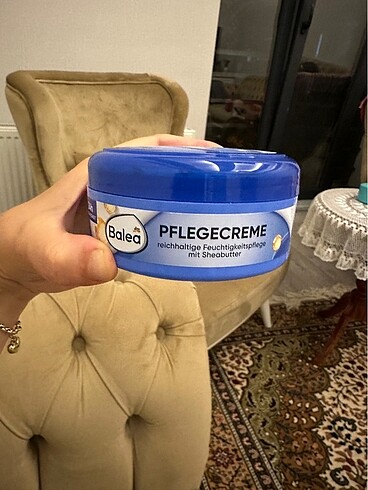 Balea
PFLEGECREME
reichhaltige Feuchtigkeitspflege
mit Sheabutter